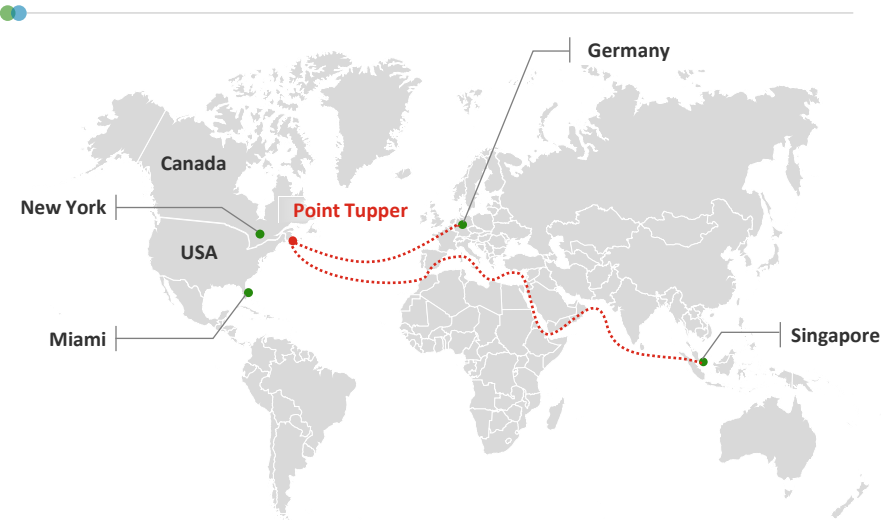 Germany
Canada
New York
Point Tupper
USA
Miami
Singapore